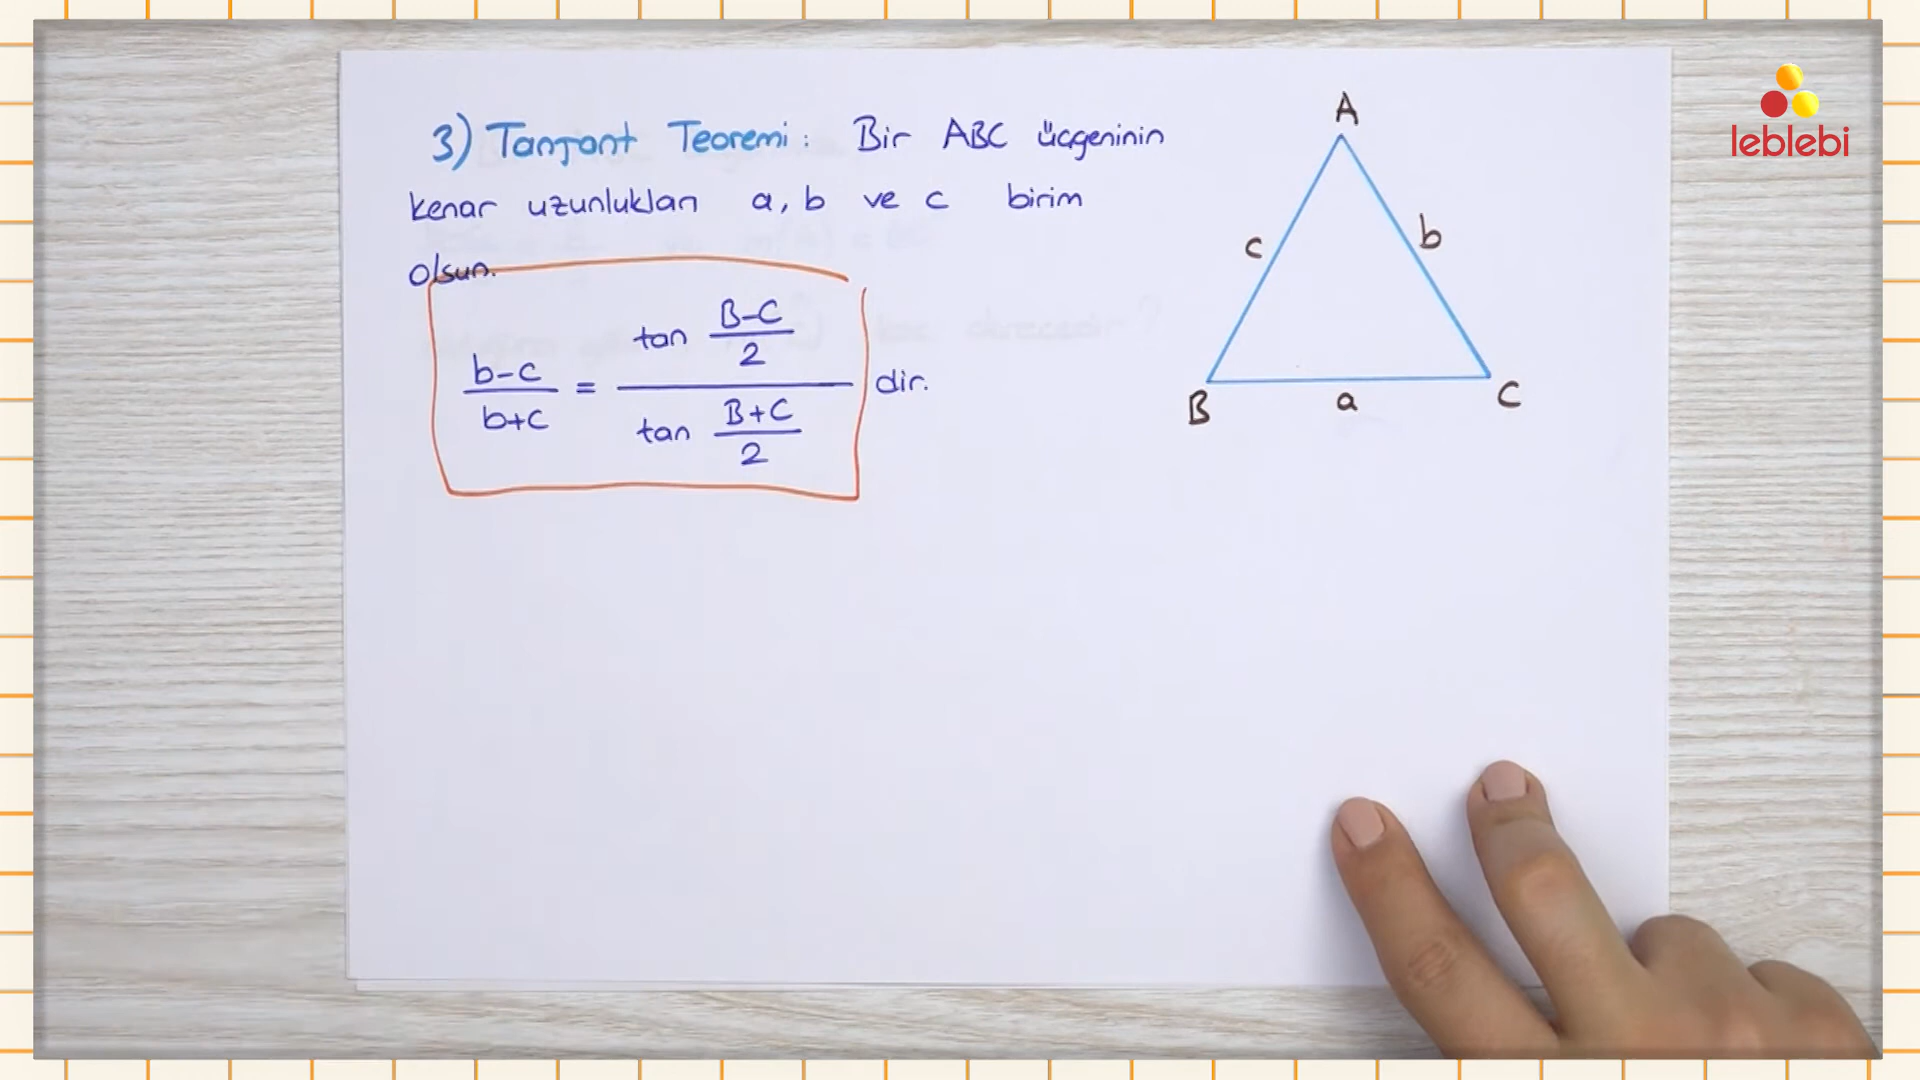 3) Tanjant Teoremi: Bir ABC üçgeninin
kenar uzunlukları a, b ve c birim
olsun.
b-c / b+c = tan B-C / 2 / tan B+C / 2 dir.
A
c
b
B
a
C
leblebi